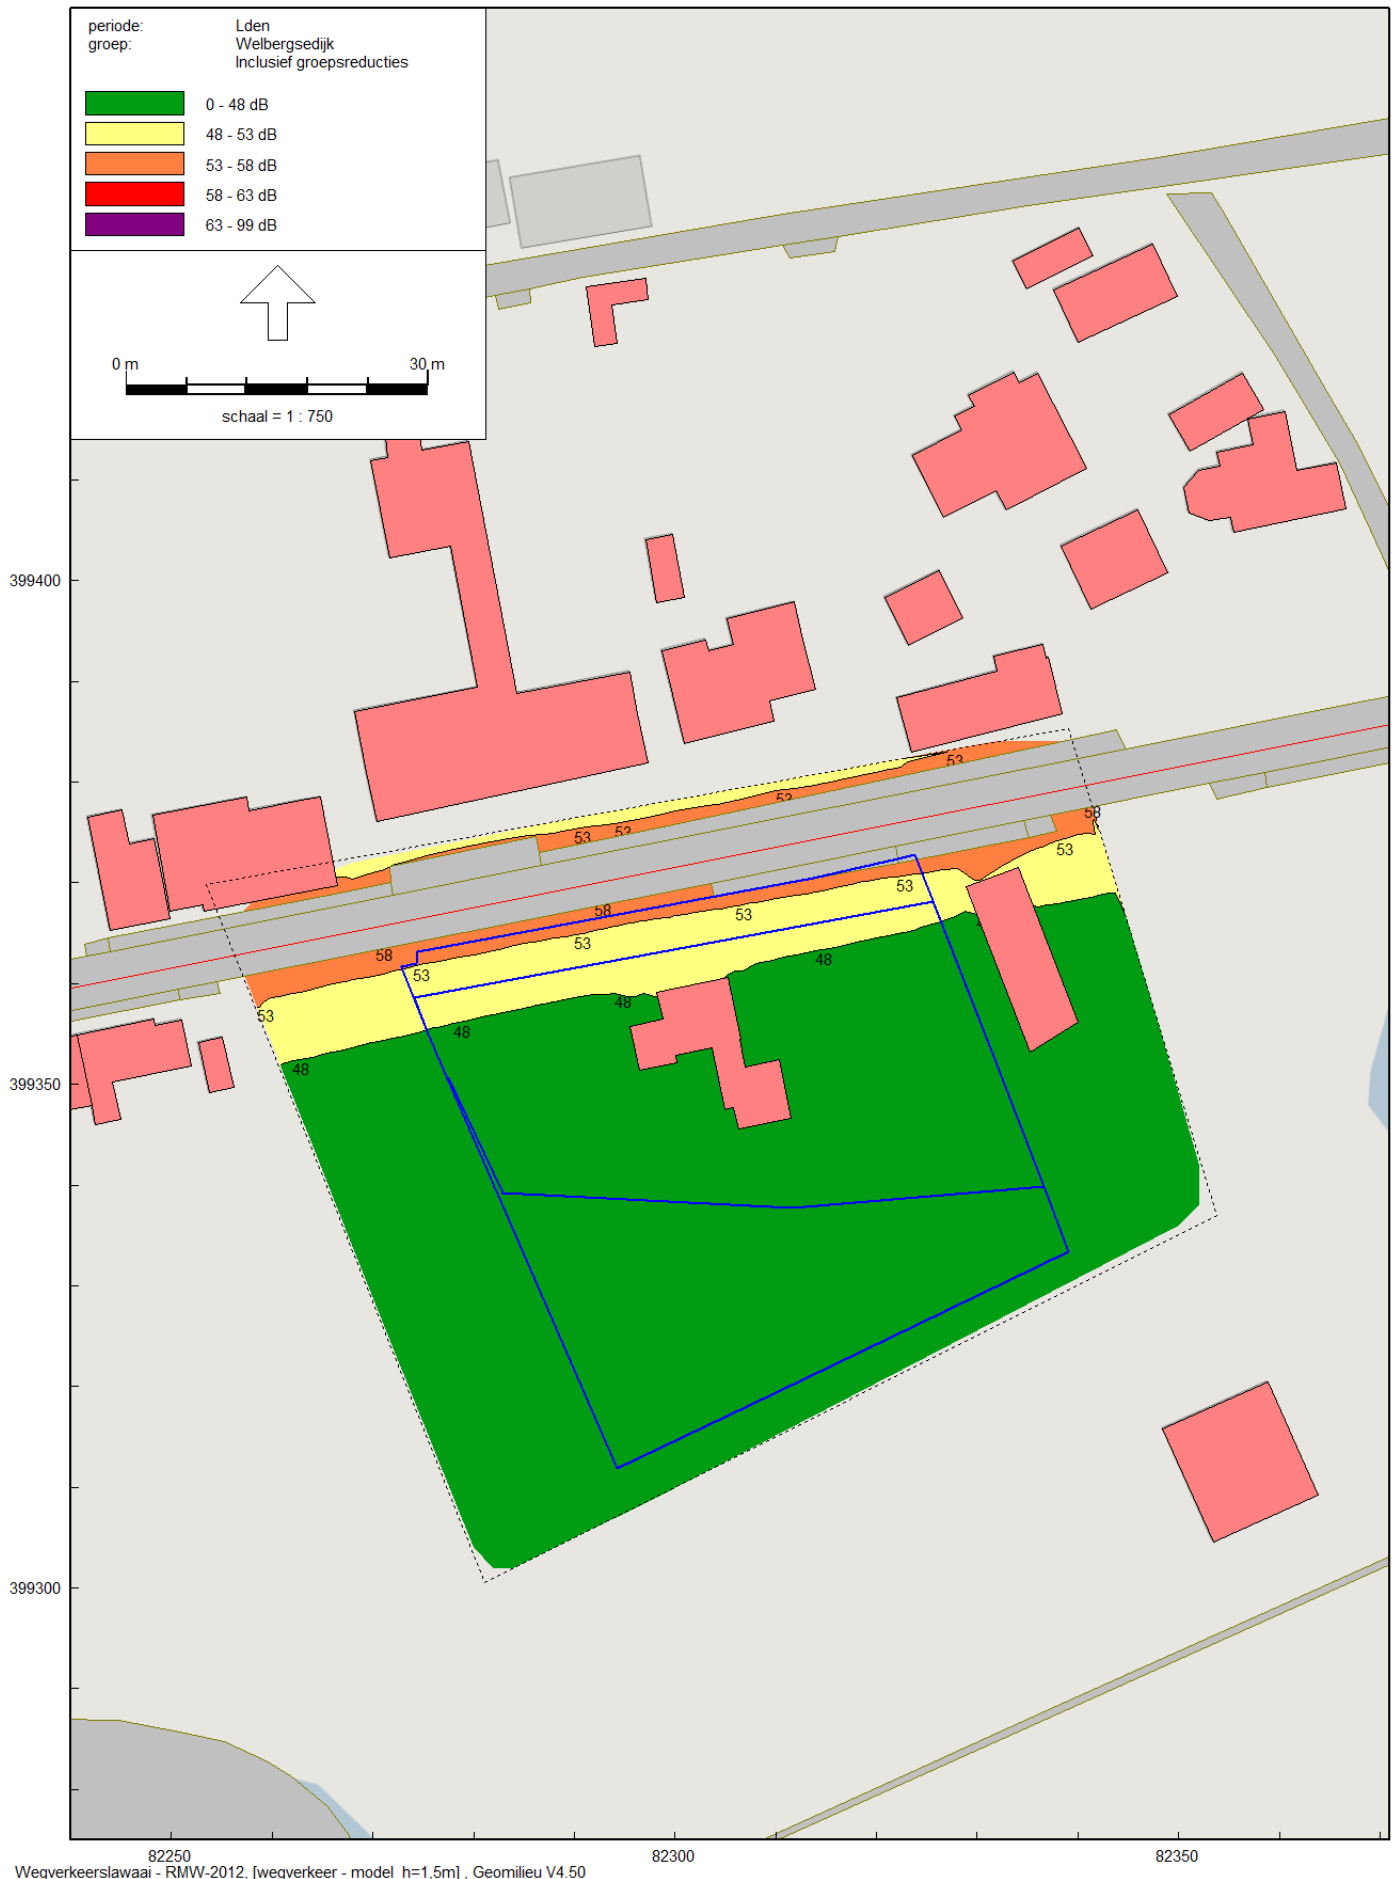 periode: Lden
groep: Welbergsedijk
Inclusief groepsreducties
0 - 48 dB
48 - 53 dB
53 - 58 dB
58 - 63 dB
63 - 99 dB
0 m 30 m
schaal = 1 : 750
399400
53
53
53
53
58
53
53
58
53
53
58
53
48
53
48
48
48
399350
399300
82250 82300 82350
Wegverkeerslawaai - RMW-2012, [wegverkeer - model h=1,5m] , Geomilieu V4.50